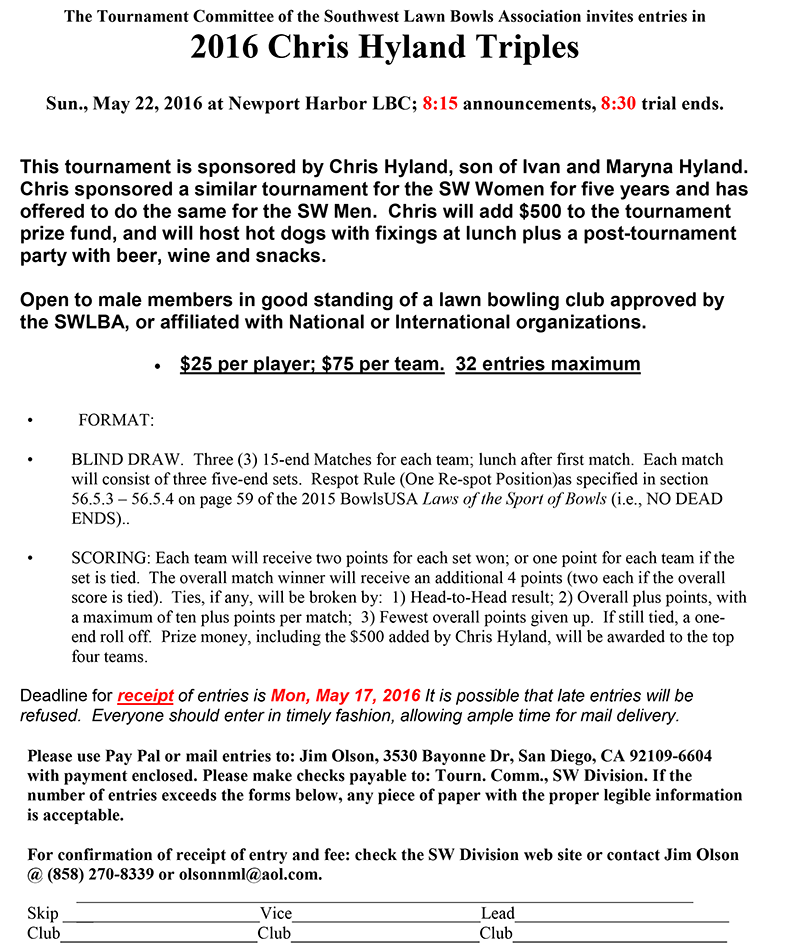 The Tournament Committee of the Southwest Lawn Bowls Association invites entries in
2016 Chris Hyland Triples
Sun., May 22, 2016 at Newport Harbor LBC; 8:15 announcements, 8:30 trial ends.
This tournament is sponsored by Chris Hyland, son of Ivan and Maryna Hyland.
Chris sponsored a similar tournament for the SW Women for five years and has
offered to do the same for the SW Men.  Chris will add $500 to the tournament
prize fund, and will host hot dogs with fixings at lunch plus a post-tournament
party with beer, wine and snacks.
Open to male members in good standing of a lawn bowling club approved by
the SWLBA, or affiliated with National or International organizations.
• $25 per player; $75 per team.  32 entries maximum
• FORMAT:
• BLIND DRAW.  Three (3) 15-end Matches for each team; lunch after first match.  Each match
will consist of three five-end sets.  Respot Rule (One Re-spot Position)as specified in section
56.5.3 – 56.5.4 on page 59 of the 2015 BowlsUSA Laws of the Sport of Bowls (i.e., NO DEAD
ENDS)..
• SCORING: Each team will receive two points for each set won; or one point for each team if the
set is tied.  The overall match winner will receive an additional 4 points (two each if the overall
score is tied).  Ties, if any, will be broken by:  1) Head-to-Head result; 2) Overall plus points, with
a maximum of ten plus points per match;  3) Fewest overall points given up.  If still tied, a one-
end roll off.  Prize money, including the $500 added by Chris Hyland, will be awarded to the top
four teams.
Deadline for receipt of entries is Mon, May 17, 2016 It is possible that late entries will be
refused.  Everyone should enter in timely fashion, allowing ample time for mail delivery.
Please use Pay Pal or mail entries to: Jim Olson, 3530 Bayonne Dr, San Diego, CA 92109-6604
with payment enclosed. Please make checks payable to: Tourn. Comm., SW Division. If the
number of entries exceeds the forms below, any piece of paper with the proper legible information
is acceptable.
For confirmation of receipt of entry and fee: check the SW Division web site or contact Jim Olson
@ (858) 270-8339 or olsonnml@aol.com.
Skip ______________________Vice______________________Lead______________________
Club______________________Club______________________Club______________________